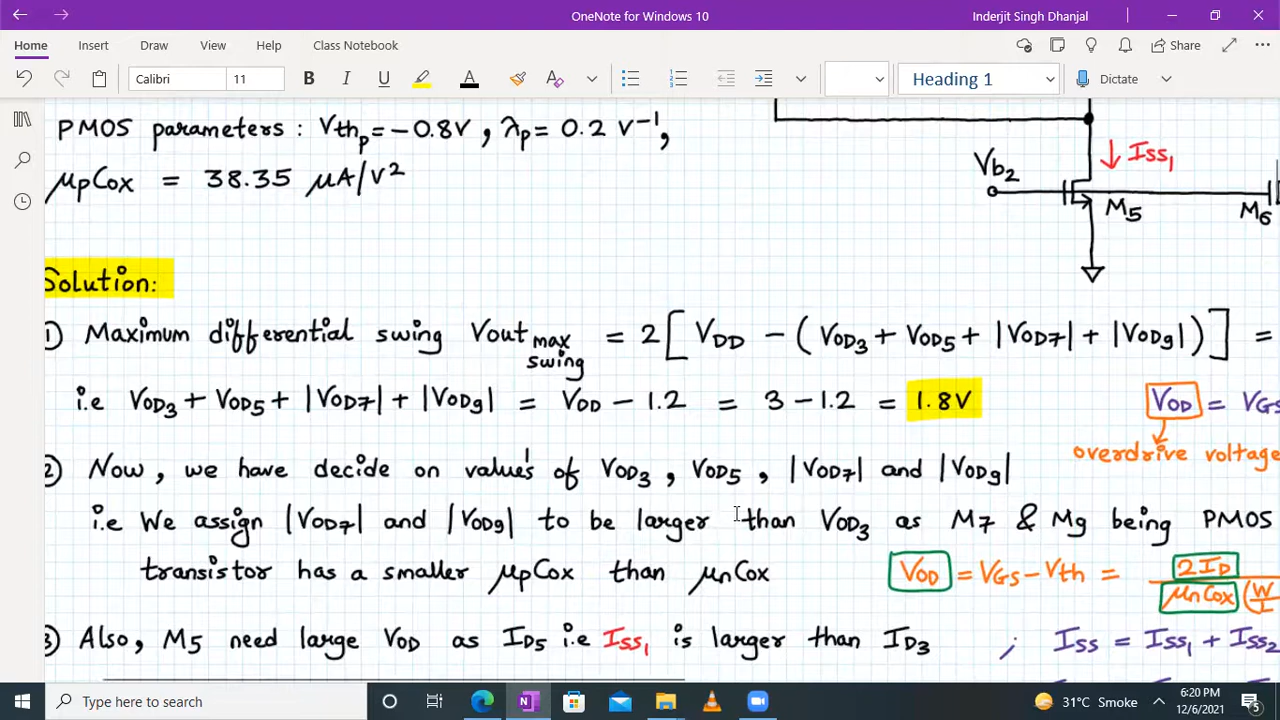 OneNote for Windows 10
Inderjit Singh Dhanjal
Home Insert Draw View Help Class Notebook
Share
Calibri 11 B I U A Heading 1 Dictate
PMOS parameters : Vthp = -0.8V , λp = 0.2 V⁻¹,
μpCox = 38.35 μA/V²
Vb2
↓ Iss1
M5
M6
Solution:
① Maximum differential swing Vout max swing = 2[VDD - (VOD3 + VOD5 + |VOD7| + |VOD9|)] =
i.e VOD3 + VOD5 + |VOD7| + |VOD9| = VDD - 1.2 = 3 - 1.2 = 1.8V
VOD = VGS
overdrive voltage
② Now, we have decide on values of VOD3, VOD5, |VOD7| and |VOD9|
i.e We assign |VOD7| and |VOD9| to be larger than VOD3 as M7 & M9 being PMOS
transistor has a smaller μpCox than μnCox
VOD = VGS - Vth = 2ID / μnCox (W/L
③ Also, M5 need large VOD as ID5 i.e Iss1 is larger than ID3 ; Iss = Iss1 + Iss2
Type here to search
31°C Smoke
6:20 PM
12/6/2021
5